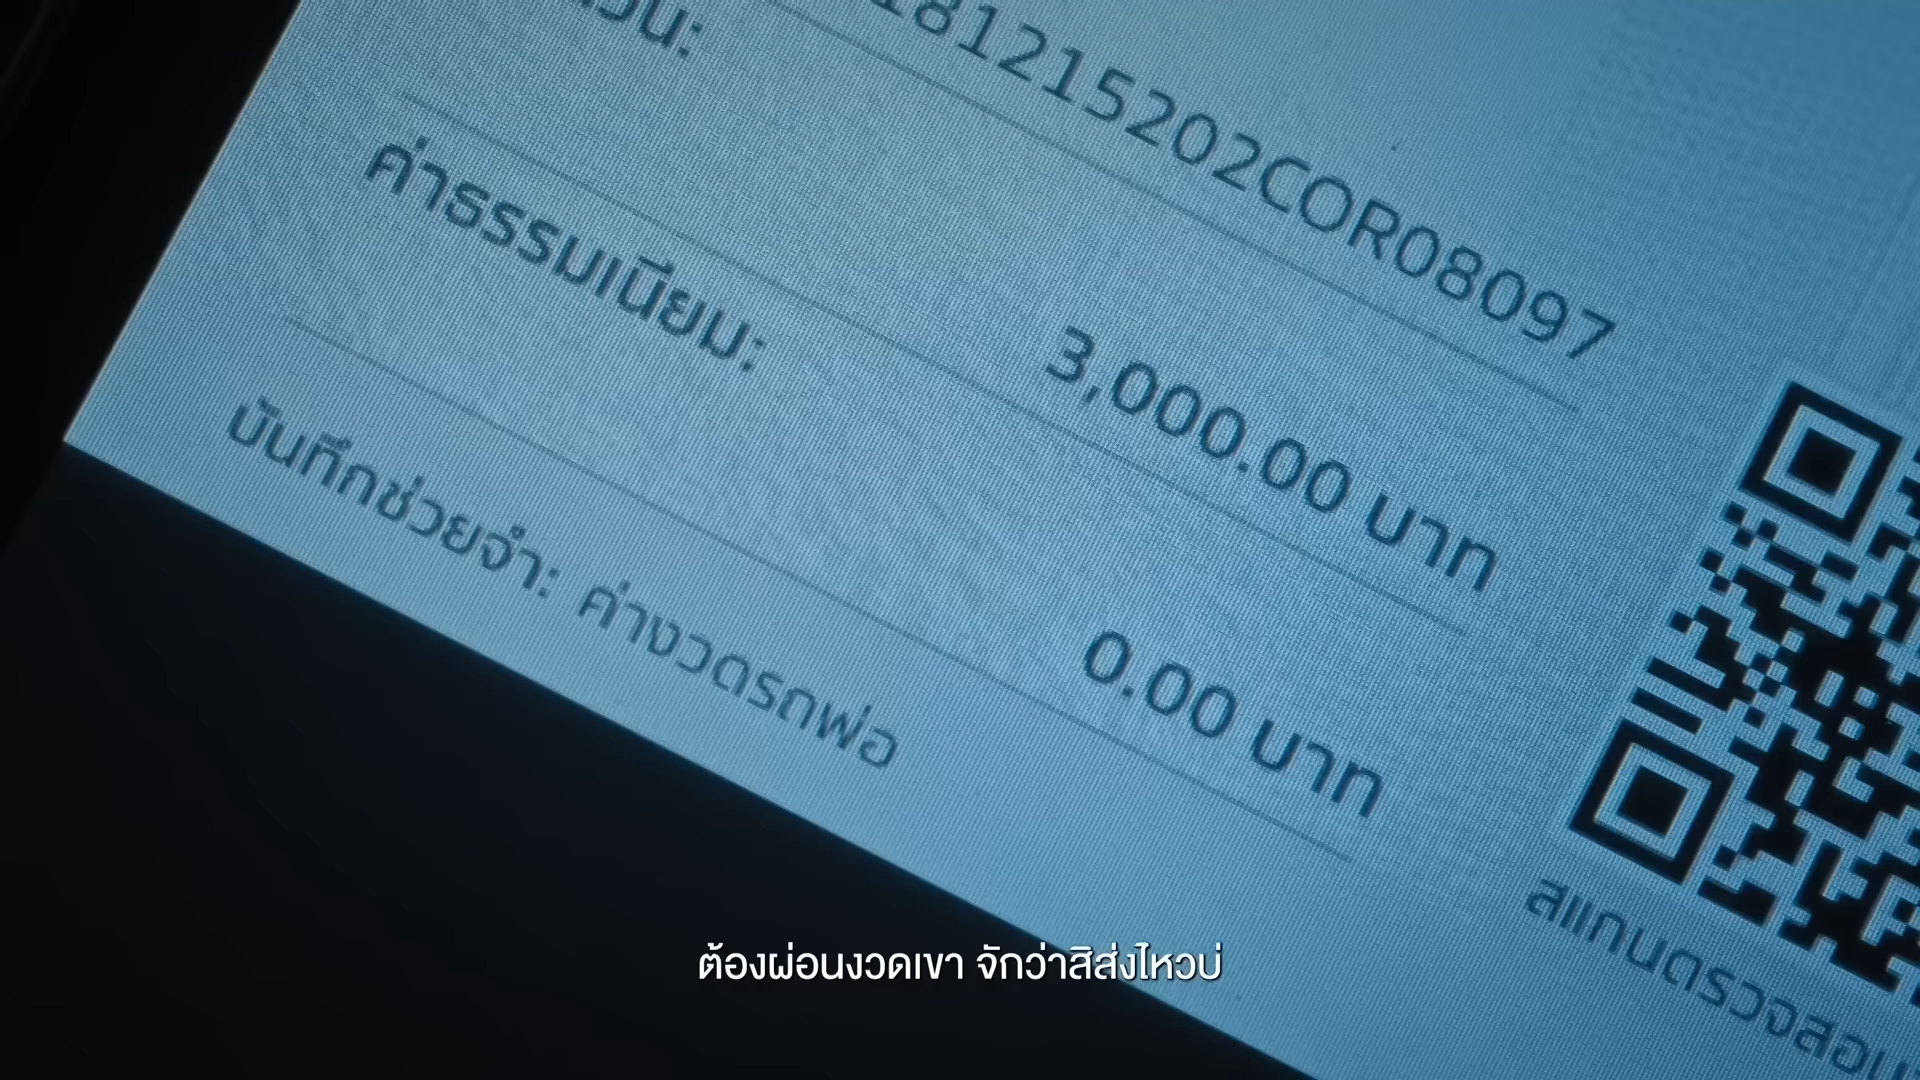 181215202COR08097
3,000.00 บาท
ค่าธรรมเนียม:
0.00 บาท
บันทึกช่วยจำ: ค่างวดรถพ่อ
สแกนตรวจสอบ
ต้องผ่อนงวดเขา จักว่าสิส่งไหวบ่